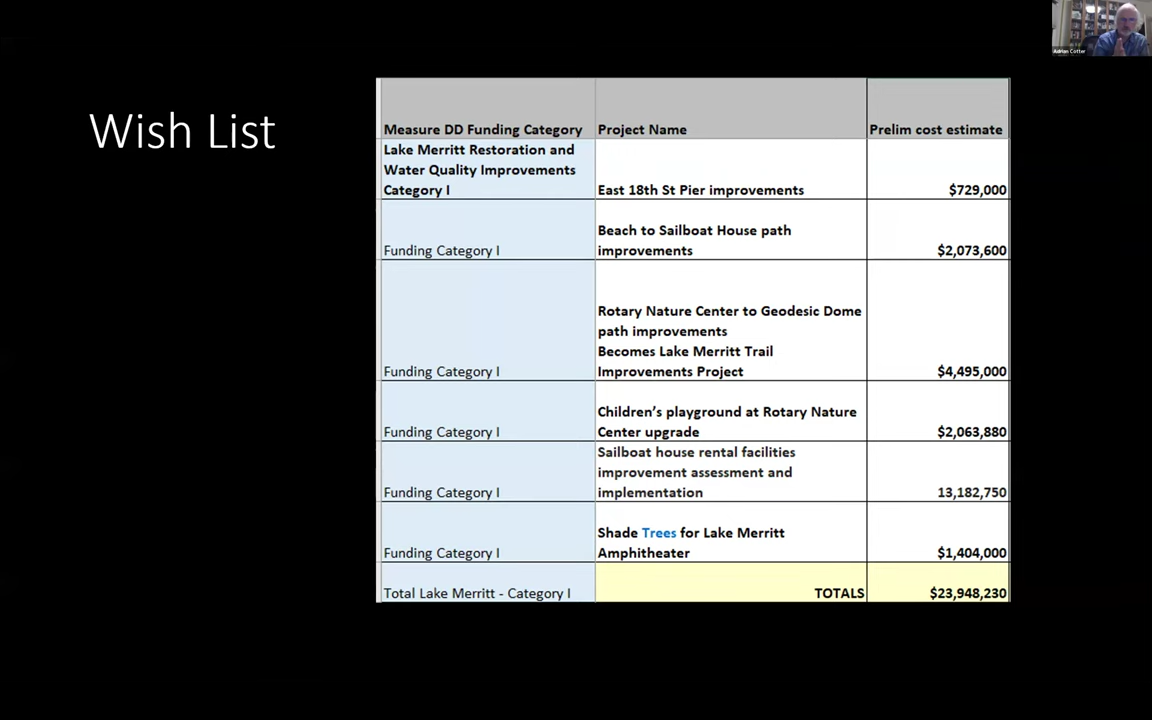 Adrian Cotter
Wish List
Measure DD Funding Category Project Name Prelim cost estimate
Lake Merritt Restoration and
Water Quality Improvements
Category I East 18th St Pier improvements $729,000
Beach to Sailboat House path
Funding Category I improvements $2,073,600
Rotary Nature Center to Geodesic Dome
path improvements
Becomes Lake Merritt Trail
Funding Category I Improvements Project $4,495,000
Children’s playground at Rotary Nature
Funding Category I Center upgrade $2,063,880
Sailboat house rental facilities
improvement assessment and
Funding Category I implementation 13,182,750
Shade Trees for Lake Merritt
Funding Category I Amphitheater $1,404,000
Total Lake Merritt - Category I TOTALS $23,948,230